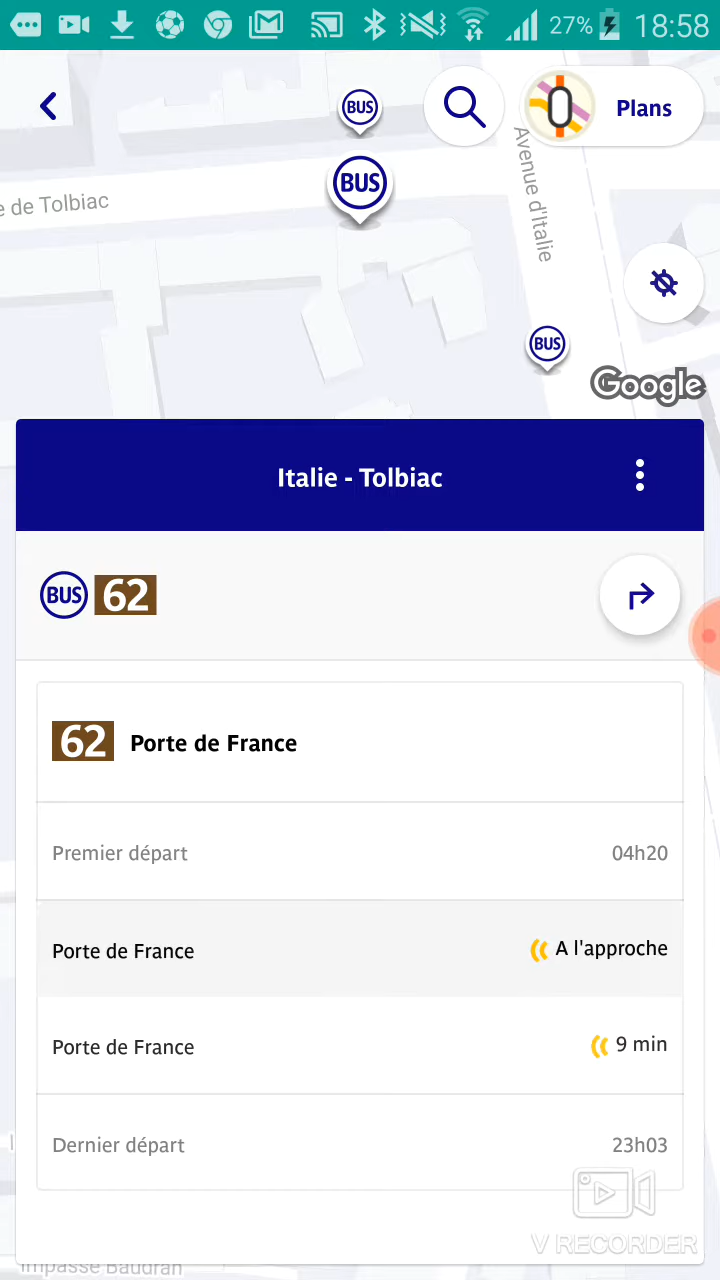 27% 18:58
BUS
Plans
BUS
e de Tolbiac
Avenue d'Italie
BUS
Google
Italie - Tolbiac
BUS 62
62 Porte de France
Premier départ 04h20
Porte de France A l'approche
Porte de France 9 min
Dernier départ 23h03
V RECORDER
Impasse Baudran